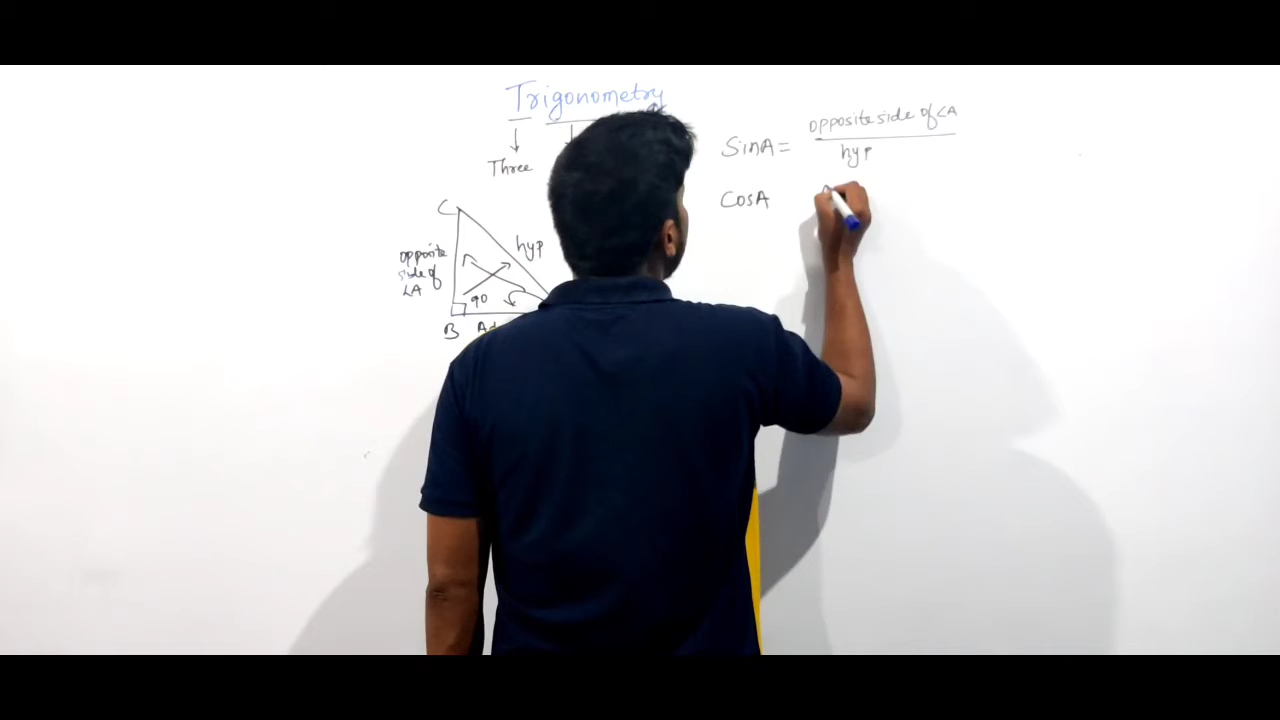 Trigonometry
Three
C
hyp
opposite
side of
∠A
90
B
SinA = opposite side of ∠A
hyp
CosA